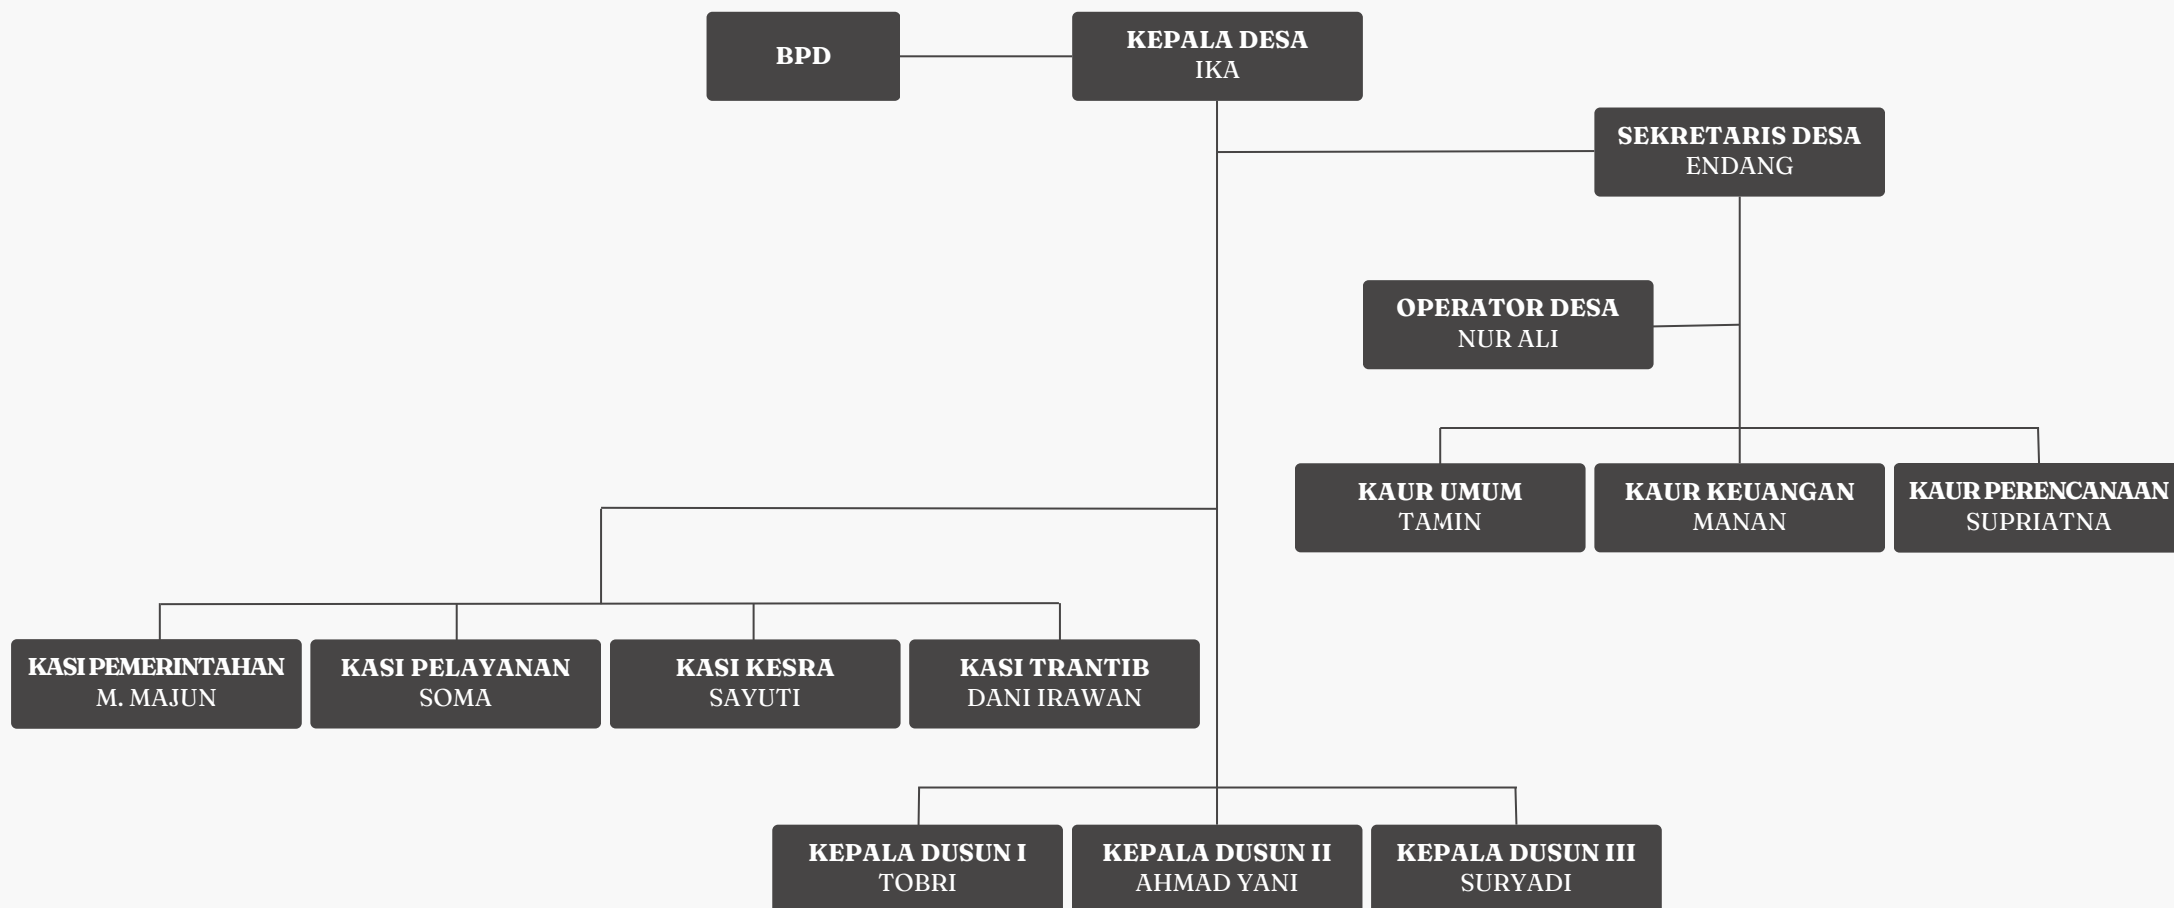 BPD
KEPALA DESA
IKA
SEKRETARIS DESA
ENDANG
OPERATOR DESA
NUR ALI
KAUR UMUM
TAMIN
KAUR KEUANGAN
MANAN
KAUR PERENCANAAN
SUPRIATNA
KASI PEMERINTAHAN
M. MAJUN
KASI PELAYANAN
SOMA
KASI KESRA
SAYUTI
KASI TRANTIB
DANI IRAWAN
KEPALA DUSUN I
TOBRI
KEPALA DUSUN II
AHMAD YANI
KEPALA DUSUN III
SURYADI